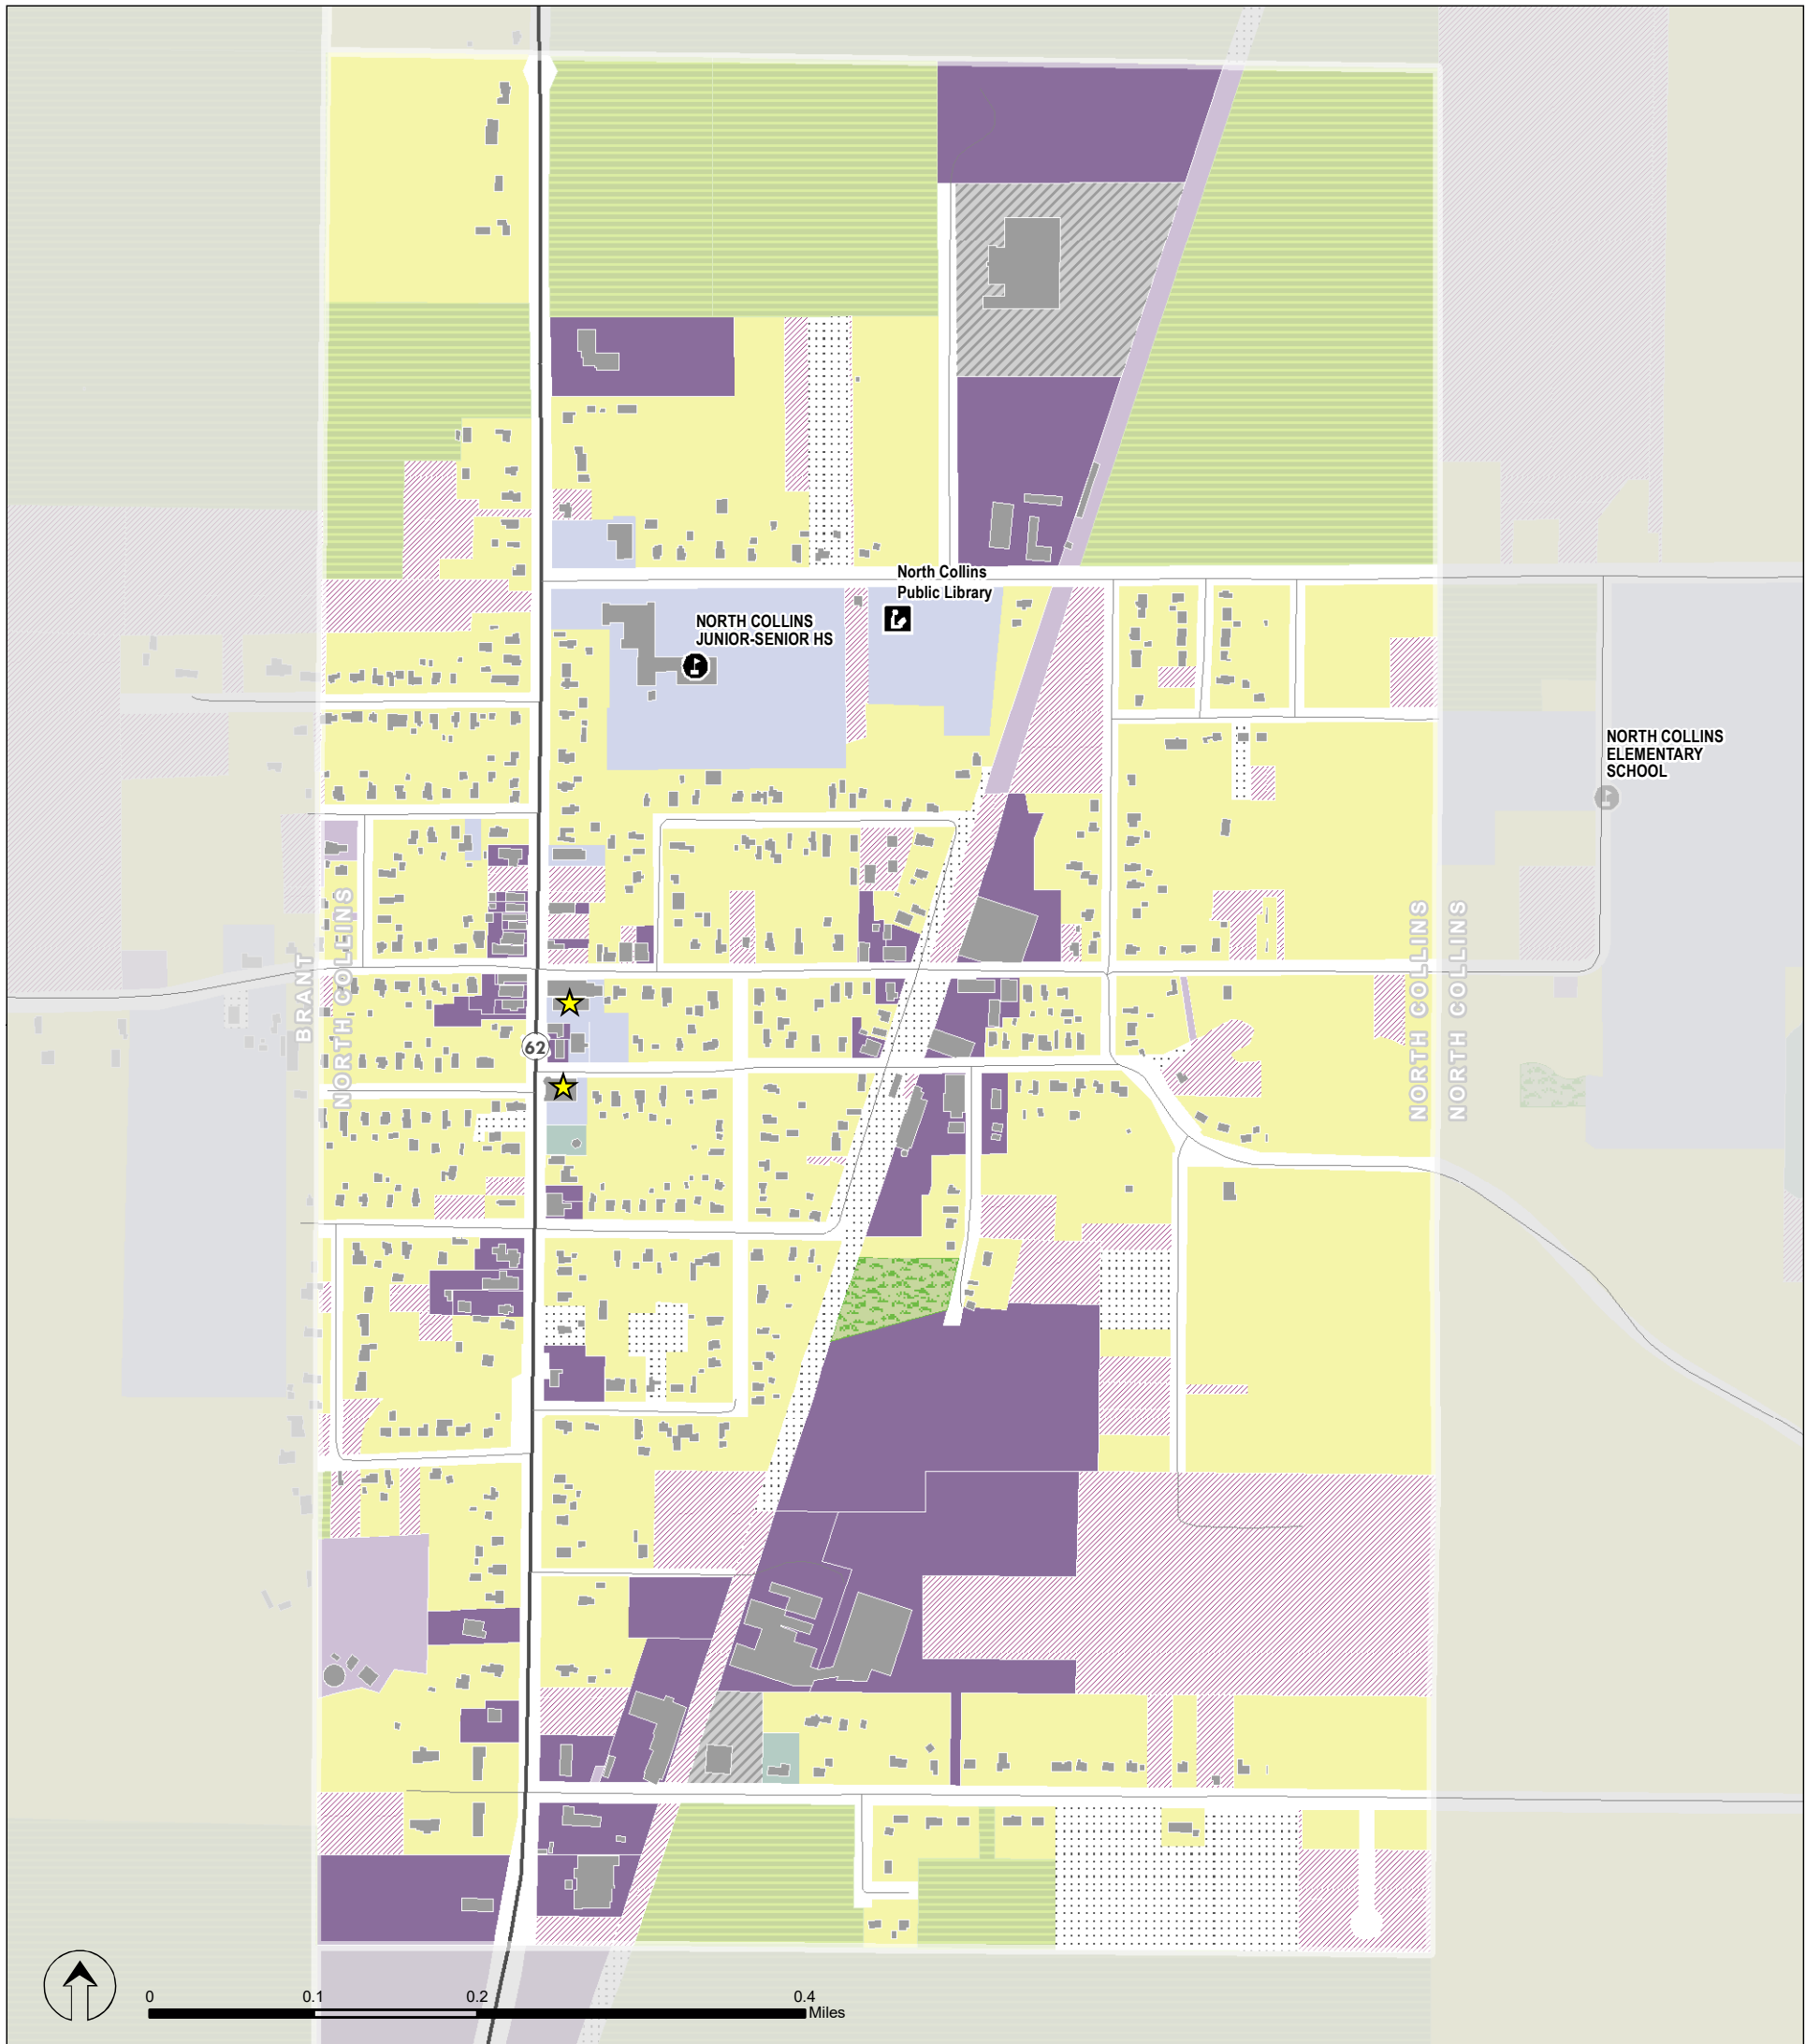 North Collins
Public Library
NORTH COLLINS
JUNIOR-SENIOR HS
NORTH COLLINS
ELEMENTARY
SCHOOL
BRANT
NORTH COLLINS
NORTH COLLINS
NORTH COLLINS
62
0
0.1
0.2
0.4
Miles